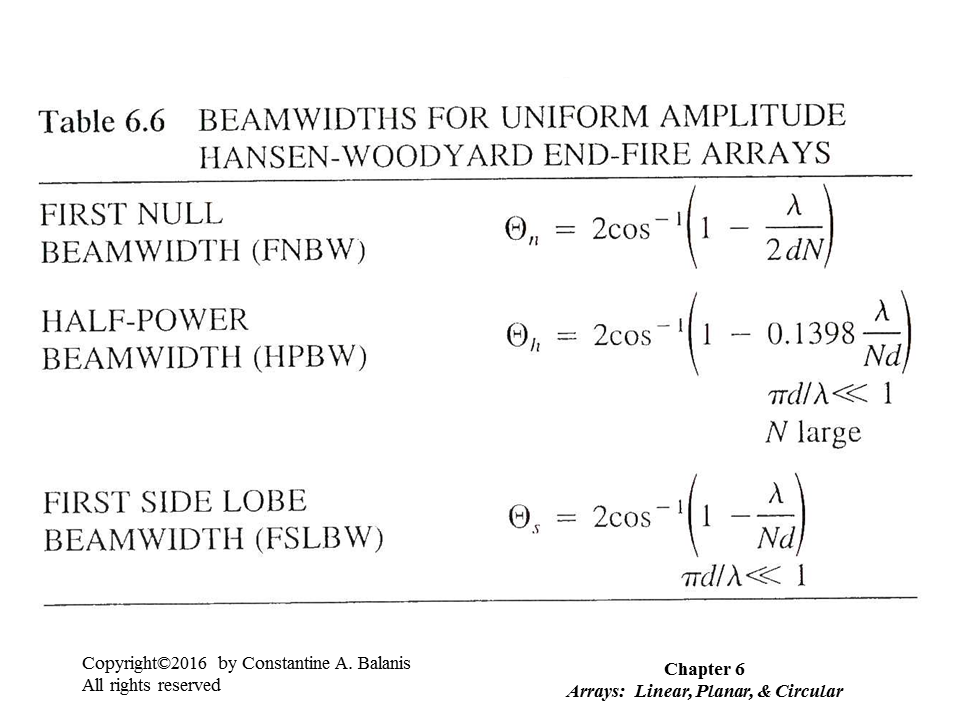 Table 6.6 BEAMWIDTHS FOR UNIFORM AMPLITUDE
HANSEN-WOODYARD END-FIRE ARRAYS
FIRST NULL
BEAMWIDTH (FNBW) Θₙ = 2cos⁻¹(1 − λ/2dN)
HALF-POWER
BEAMWIDTH (HPBW) Θₕ = 2cos⁻¹(1 − 0.1398 λ/Nd)
πd/λ ≪ 1
N large
FIRST SIDE LOBE
BEAMWIDTH (FSLBW) Θₛ = 2cos⁻¹(1 − λ/Nd)
πd/λ ≪ 1
Copyright©2016 by Constantine A. Balanis
All rights reserved
Chapter 6
Arrays: Linear, Planar, & Circular